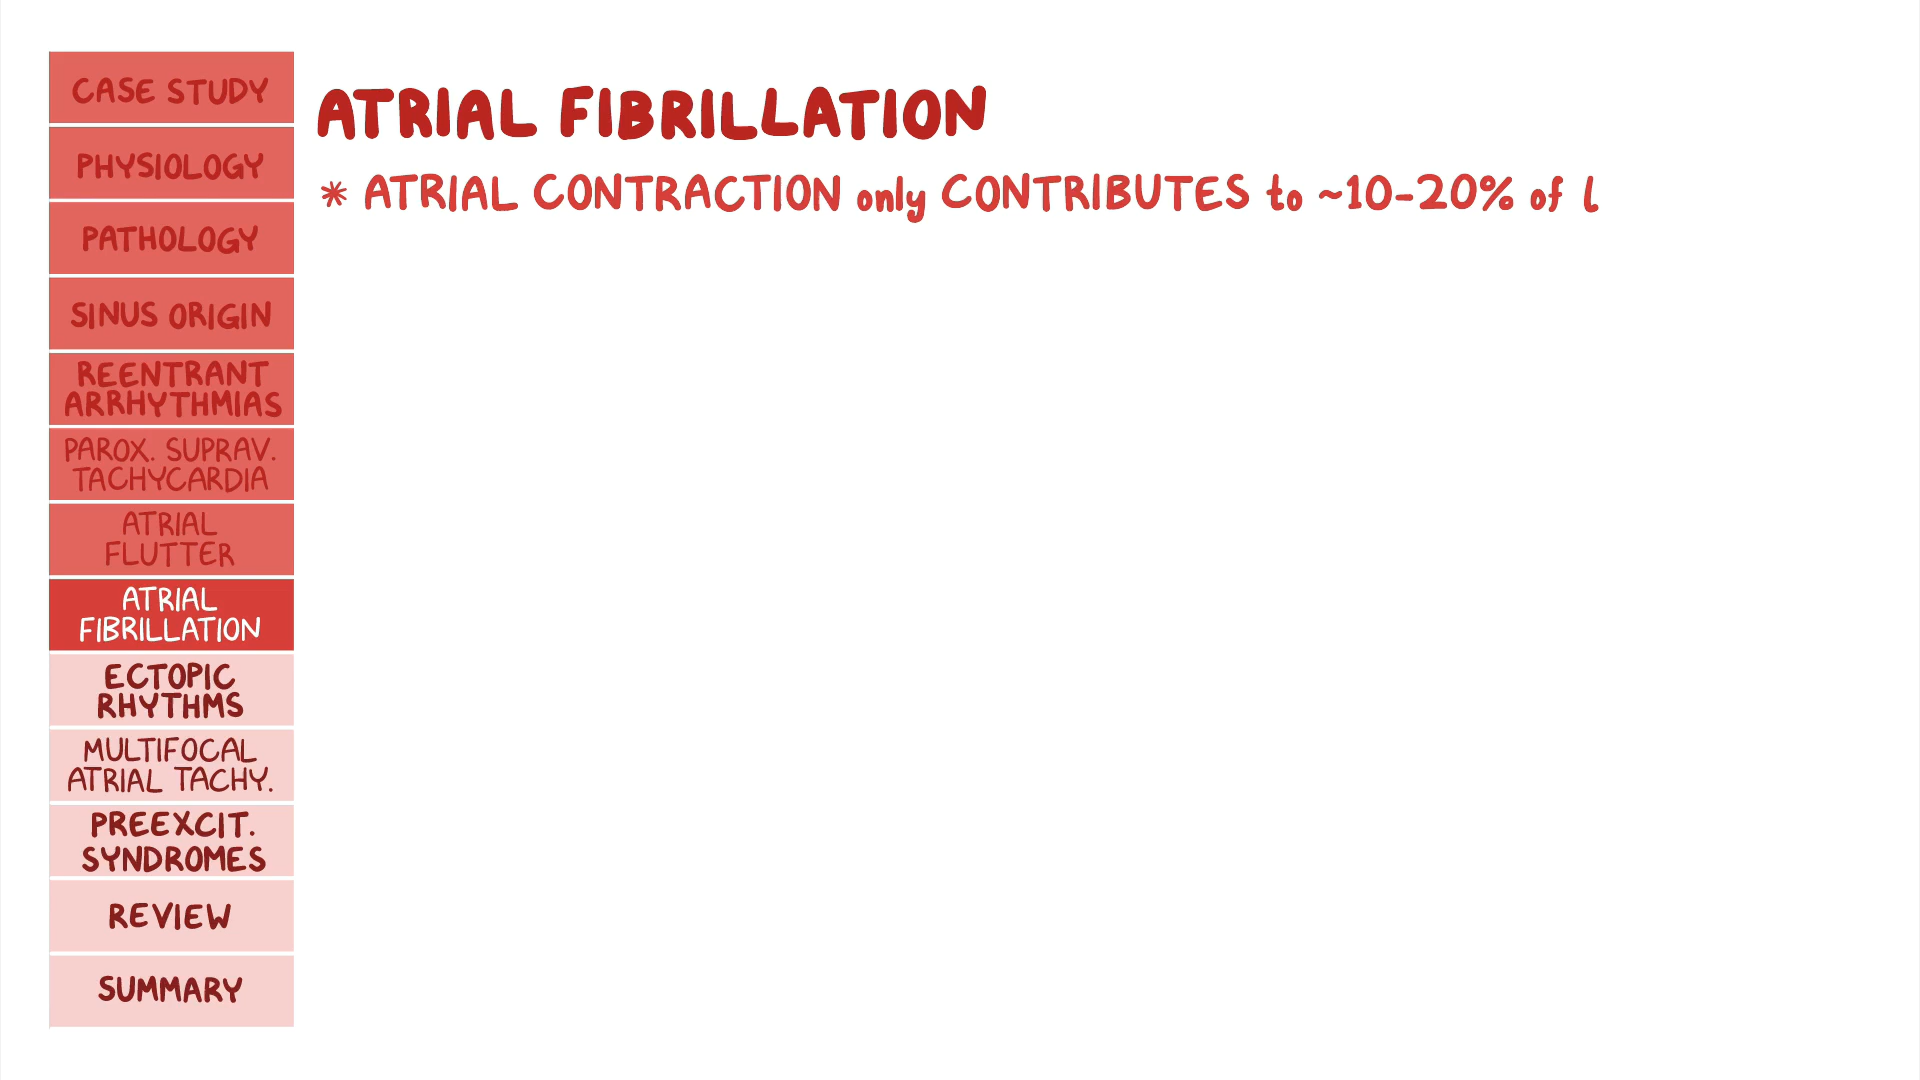 CASE STUDY
PHYSIOLOGY
PATHOLOGY
SINUS ORIGIN
REENTRANT
ARRHYTHMIAS
PAROX. SUPRAV.
TACHYCARDIA
ATRIAL
FLUTTER
ATRIAL
FIBRILLATION
ECTOPIC
RHYTHMS
MULTIFOCAL
ATRIAL TACHY.
PREEXCIT.
SYNDROMES
REVIEW
SUMMARY
ATRIAL FIBRILLATION
* ATRIAL CONTRACTION only CONTRIBUTES to ~10-20% of l